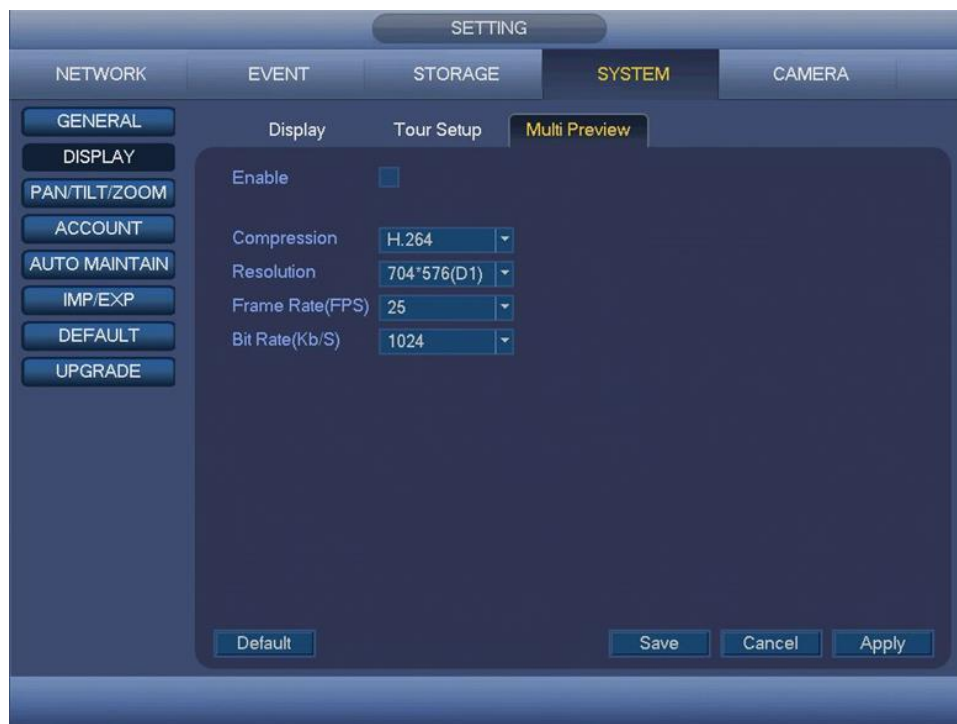 SETTING
NETWORK EVENT STORAGE SYSTEM CAMERA
GENERAL
DISPLAY
PAN/TILT/ZOOM
ACCOUNT
AUTO MAINTAIN
IMP/EXP
DEFAULT
UPGRADE
Display Tour Setup Multi Preview
Enable
Compression H.264
Resolution 704*576(D1)
Frame Rate(FPS) 25
Bit Rate(Kb/S) 1024
Default Save Cancel Apply